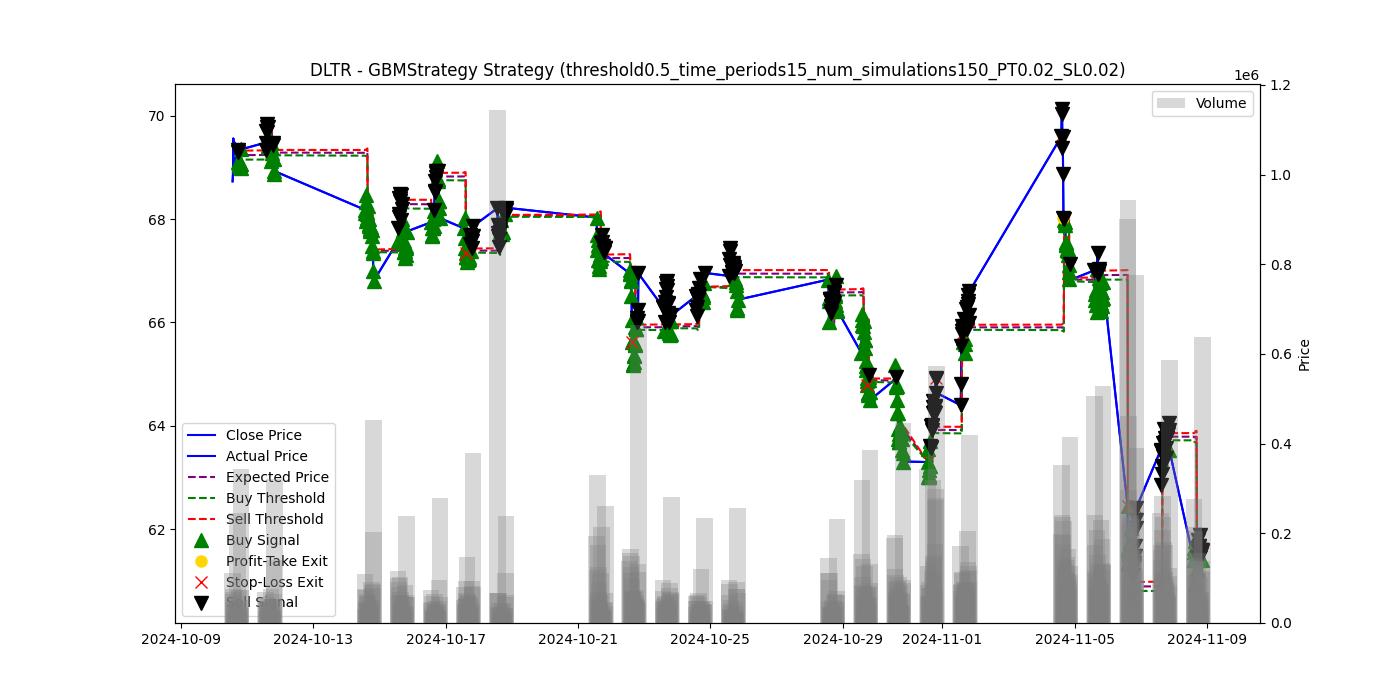 DLTR - GBMStrategy Strategy (threshold0.5_time_periods15_num_simulations150_PT0.02_SL0.02)
1e6
1.2
1.0
0.8
0.6
0.4
0.2
0.0
Price
Volume
70
68
66
64
62
Close Price
Actual Price
Expected Price
Buy Threshold
Sell Threshold
Buy Signal
Profit-Take Exit
Stop-Loss Exit
Sell Signal
2024-10-09
2024-10-13
2024-10-17
2024-10-21
2024-10-25
2024-10-29
2024-11-01
2024-11-05
2024-11-09